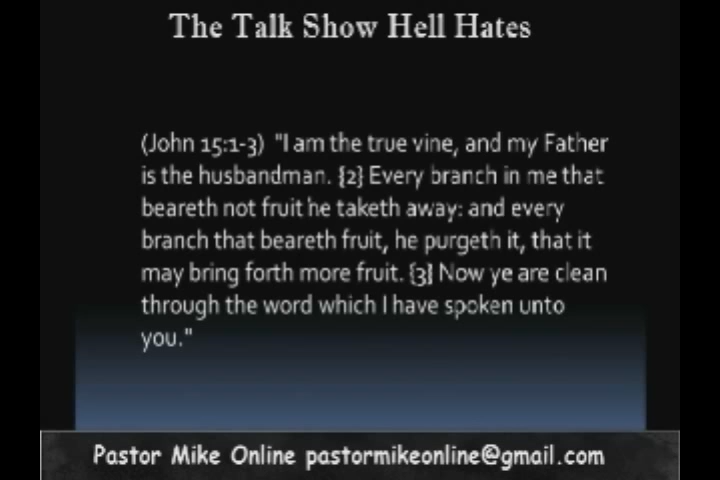 The Talk Show Hell Hates
(John 15:1-3) "I am the true vine, and my Father
is the husbandman. {2} Every branch in me that
beareth not fruit he taketh away: and every
branch that beareth fruit, he purgeth it, that it
may bring forth more fruit. {3} Now ye are clean
through the word which I have spoken unto
you."
Pastor Mike Online pastormikeonline@gmail.com